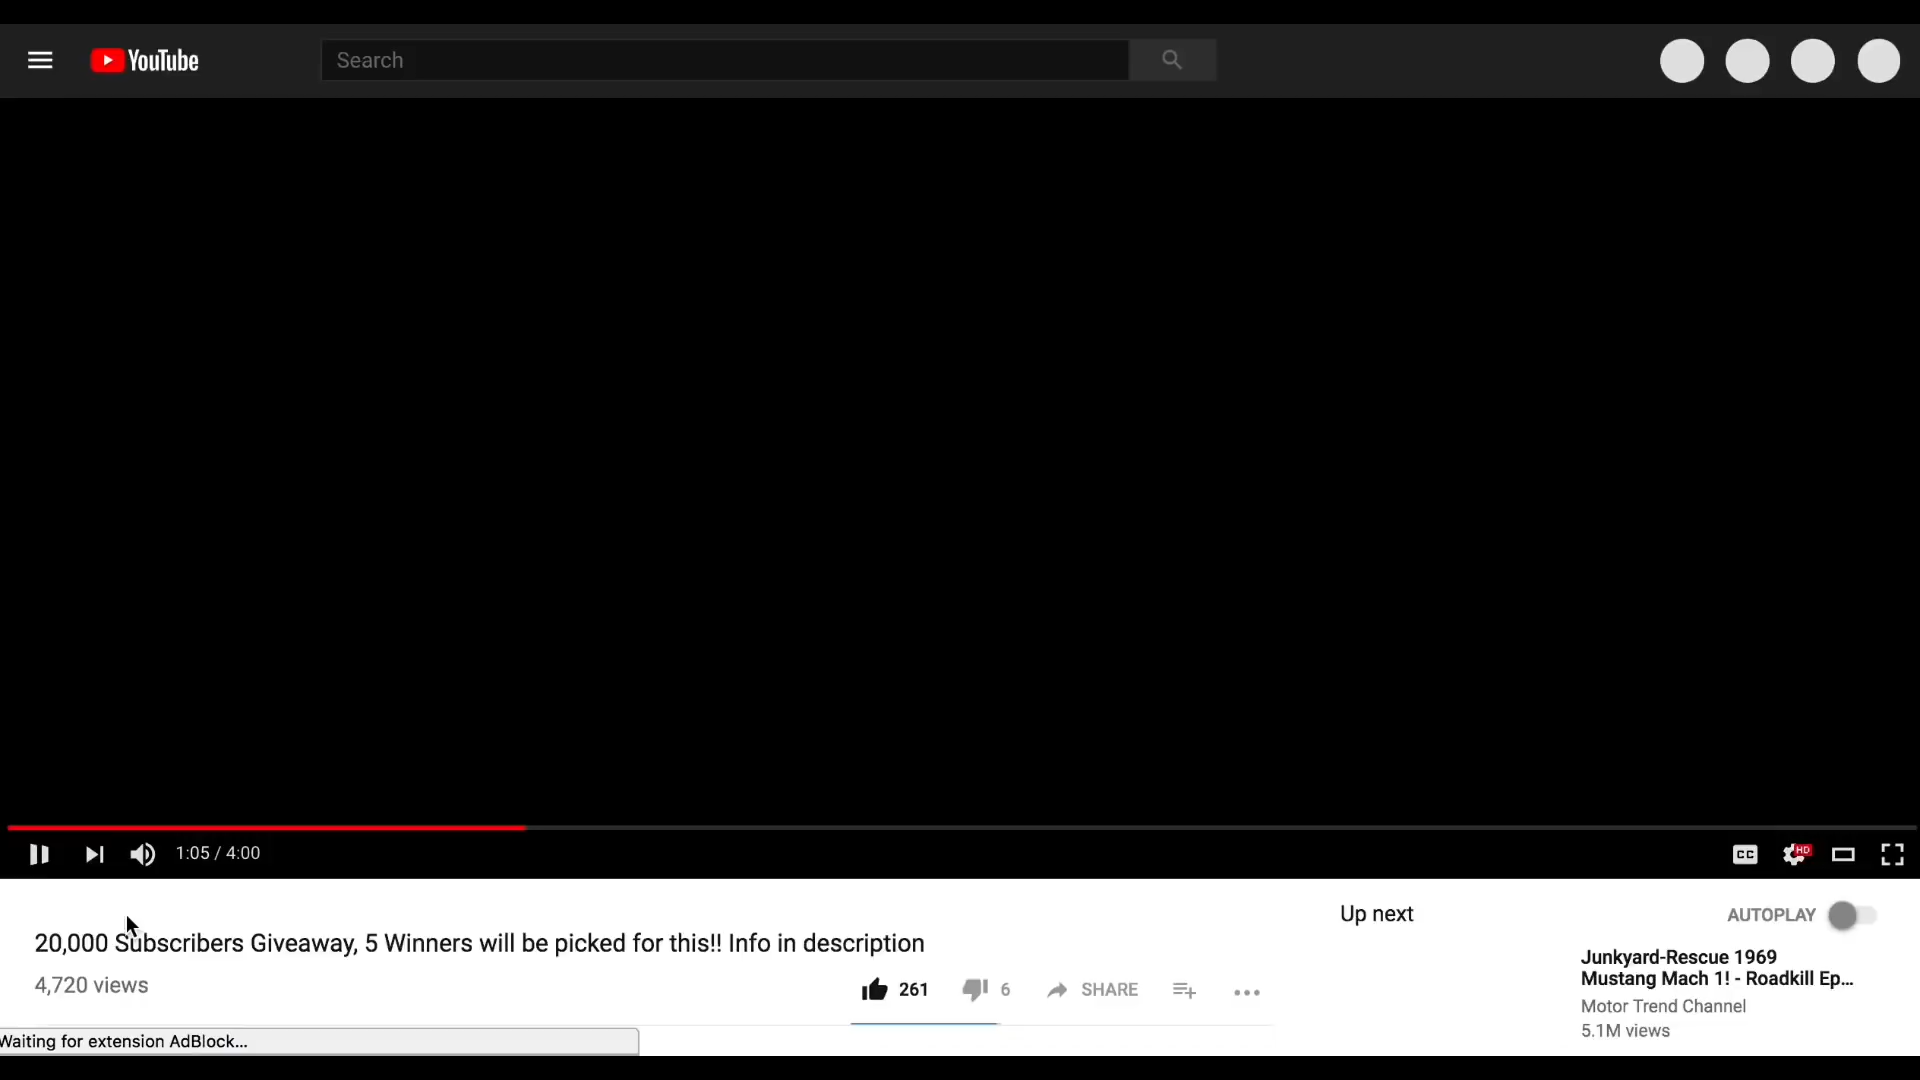 YouTube
Search
1:05 / 4:00
CC
HD
20,000 Subscribers Giveaway, 5 Winners will be picked for this!! Info in description
4,720 views
261
6
SHARE
Up next
AUTOPLAY
Junkyard-Rescue 1969
Mustang Mach 1! - Roadkill Ep...
Motor Trend Channel
5.1M views
Waiting for extension AdBlock...